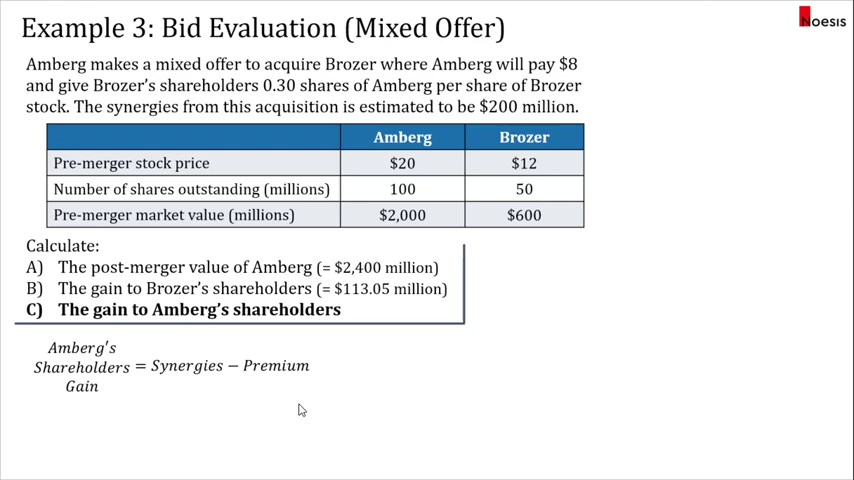 Noesis
Example 3: Bid Evaluation (Mixed Offer)
Amberg makes a mixed offer to acquire Brozer where Amberg will pay $8
and give Brozer's shareholders 0.30 shares of Amberg per share of Brozer
stock. The synergies from this acquisition is estimated to be $200 million.
Amberg Brozer
Pre-merger stock price $20 $12
Number of shares outstanding (millions) 100 50
Pre-merger market value (millions) $2,000 $600
Calculate:
A) The post-merger value of Amberg (= $2,400 million)
B) The gain to Brozer's shareholders (= $113.05 million)
C) The gain to Amberg's shareholders
Amberg's
Shareholders = Synergies − Premium
Gain